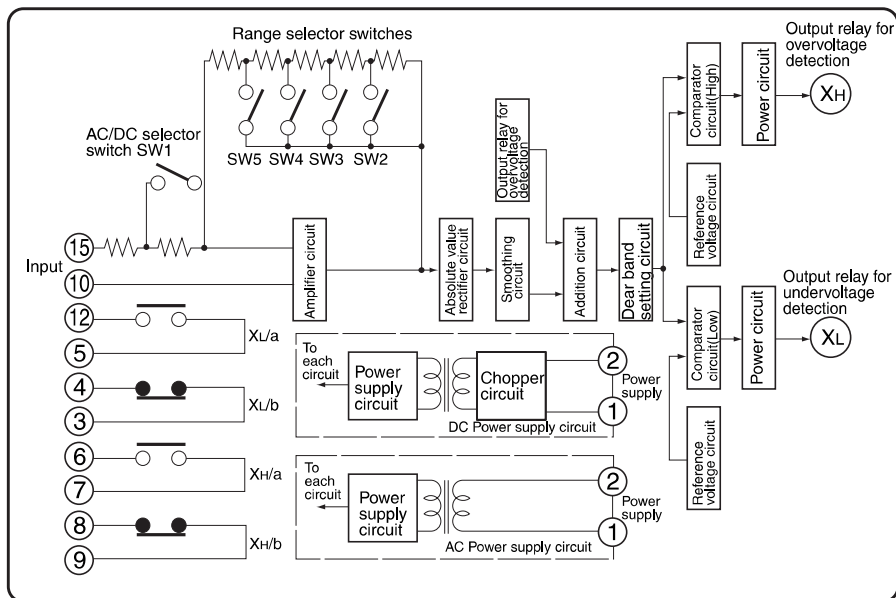 Range selector switches
AC/DC selector
switch SW1
SW5 SW4 SW3 SW2
Output relay for
overvoltage
detection
Output relay for
overvoltage
detection
Comparator
circuit(High)
Power circuit
XH
Reference
voltage circuit
Input
15
10
Amplifier circuit
Absolute value
rectifier circuit
Smoothing
circuit
Addition circuit
Dear band
setting circuit
Output relay for
undervoltage
detection
Comparator
circuit(Low)
Power circuit
XL
Reference
voltage circuit
12
5
XL/a
4
3
XL/b
6
7
XH/a
8
9
XH/b
To
each
circuit
Power
supply
circuit
Chopper
circuit
2
Power
supply
1
DC Power supply circuit
To
each
circuit
Power
supply
circuit
2
Power
supply
1
AC Power supply circuit